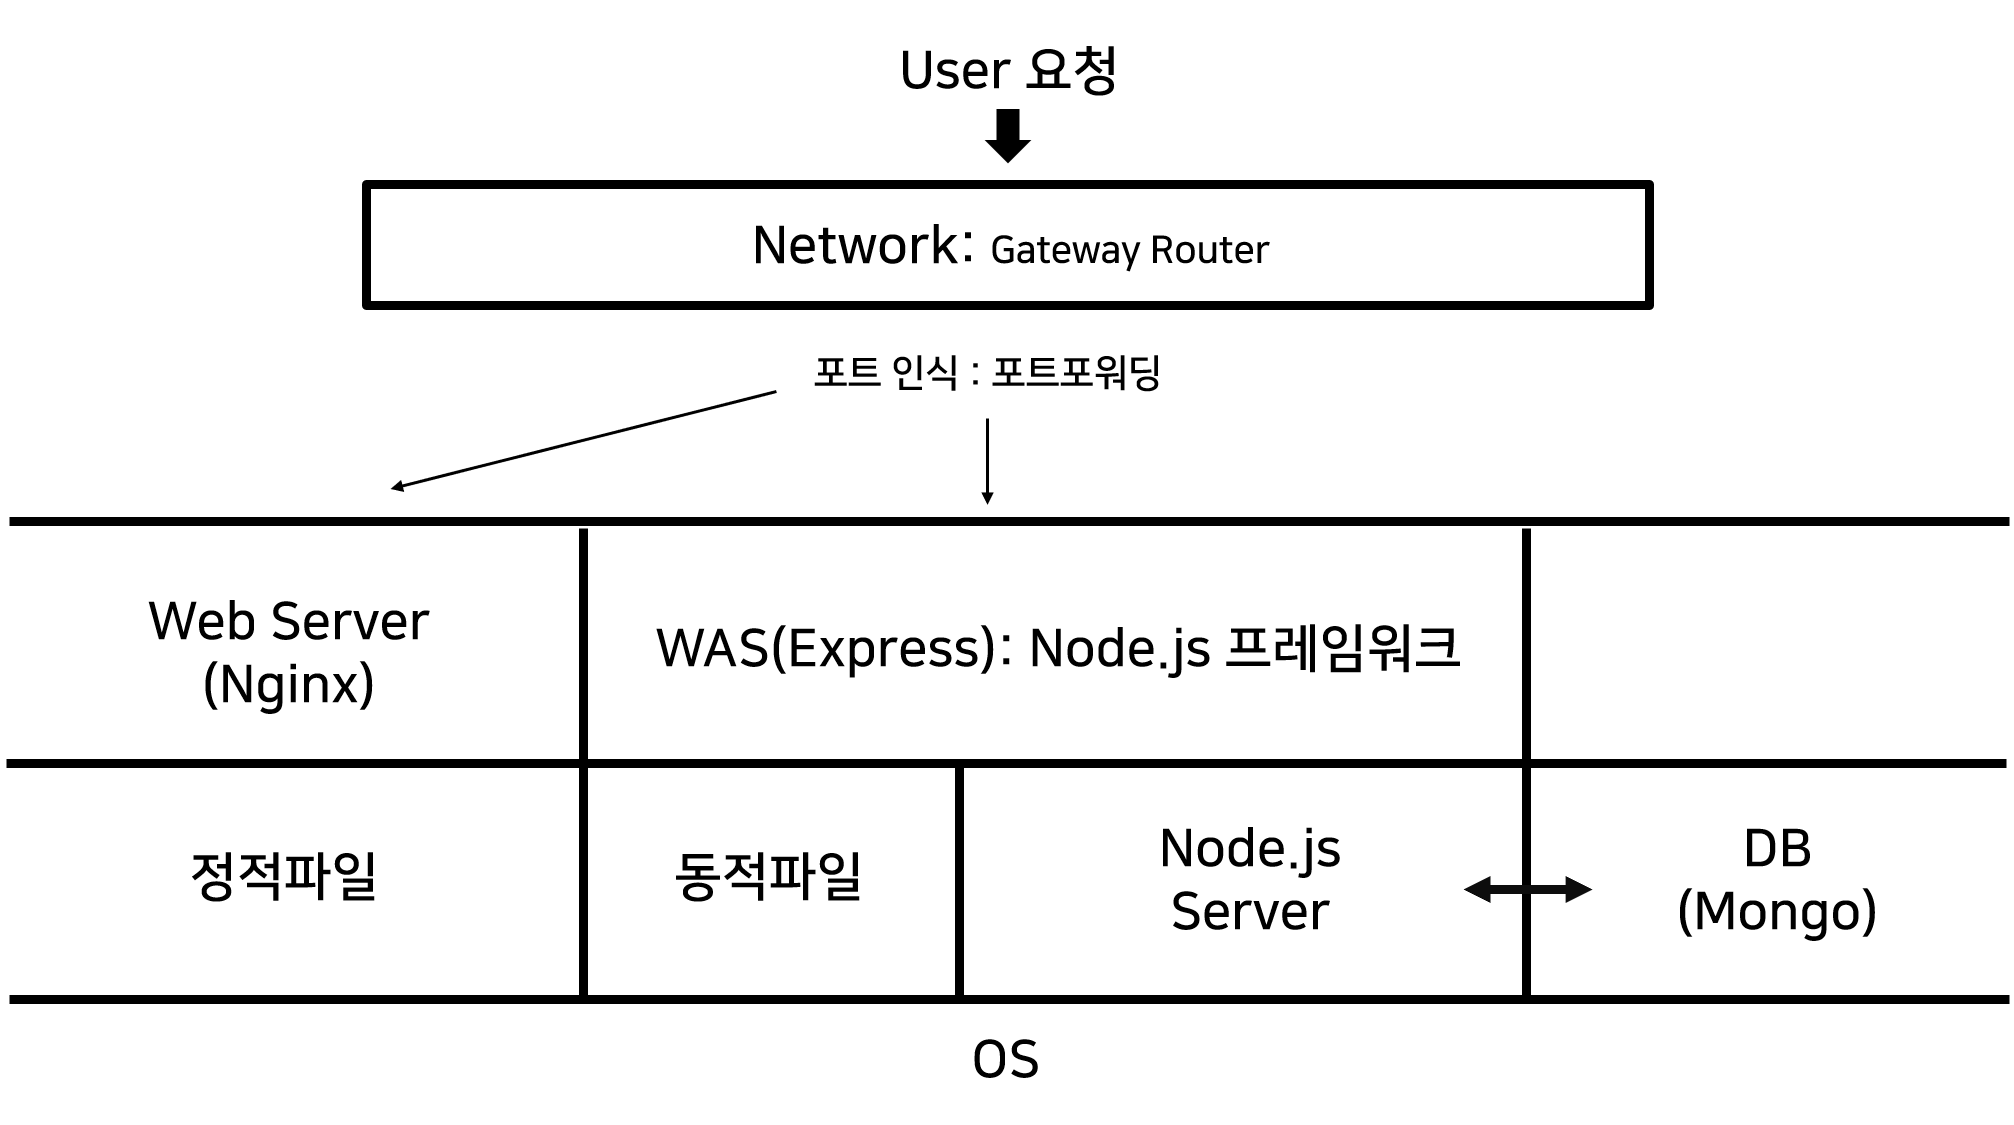 User 요청
Network: Gateway Router
포트 인식 : 포트포워딩
Web Server
(Nginx)
WAS(Express): Node.js 프레임워크
정적파일
동적파일
Node.js
Server
DB
(Mongo)
OS